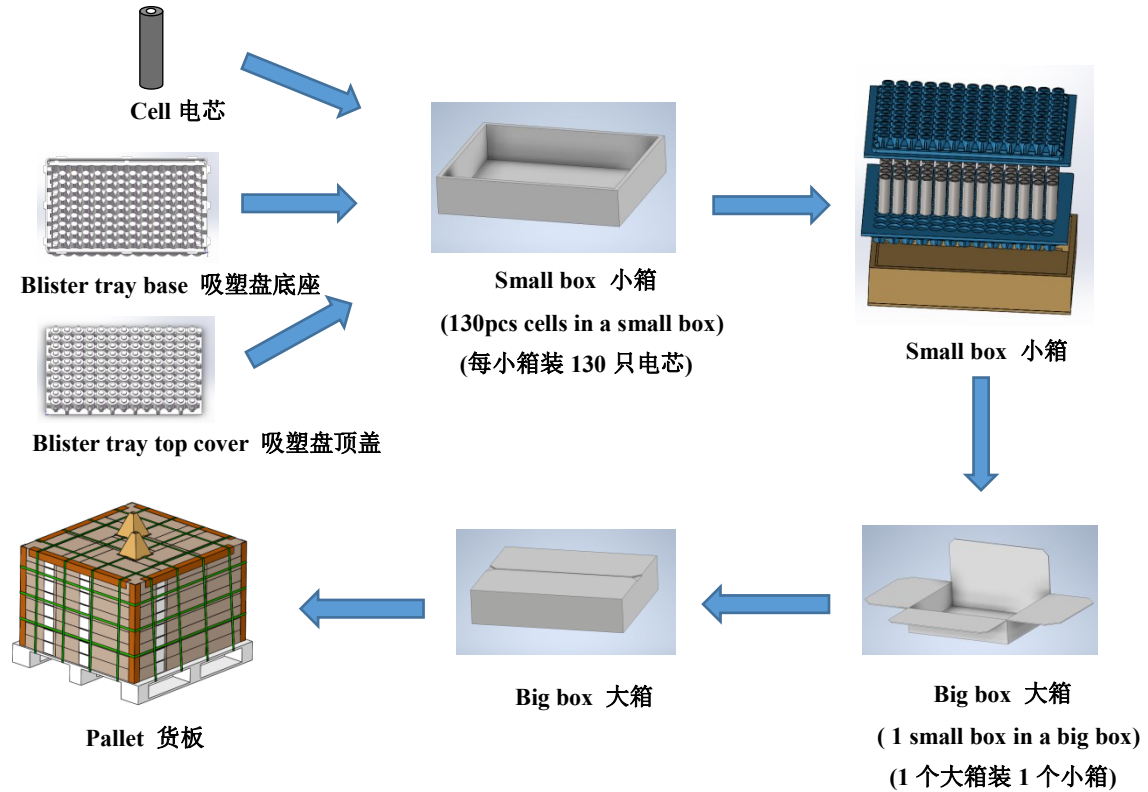 Cell 电芯
Blister tray base 吸塑盘底座
Blister tray top cover 吸塑盘顶盖
Small box 小箱
(130pcs cells in a small box)
(每小箱装 130 只电芯)
Small box 小箱
Big box 大箱
( 1 small box in a big box)
(1 个大箱装 1 个小箱)
Big box 大箱
Pallet 货板